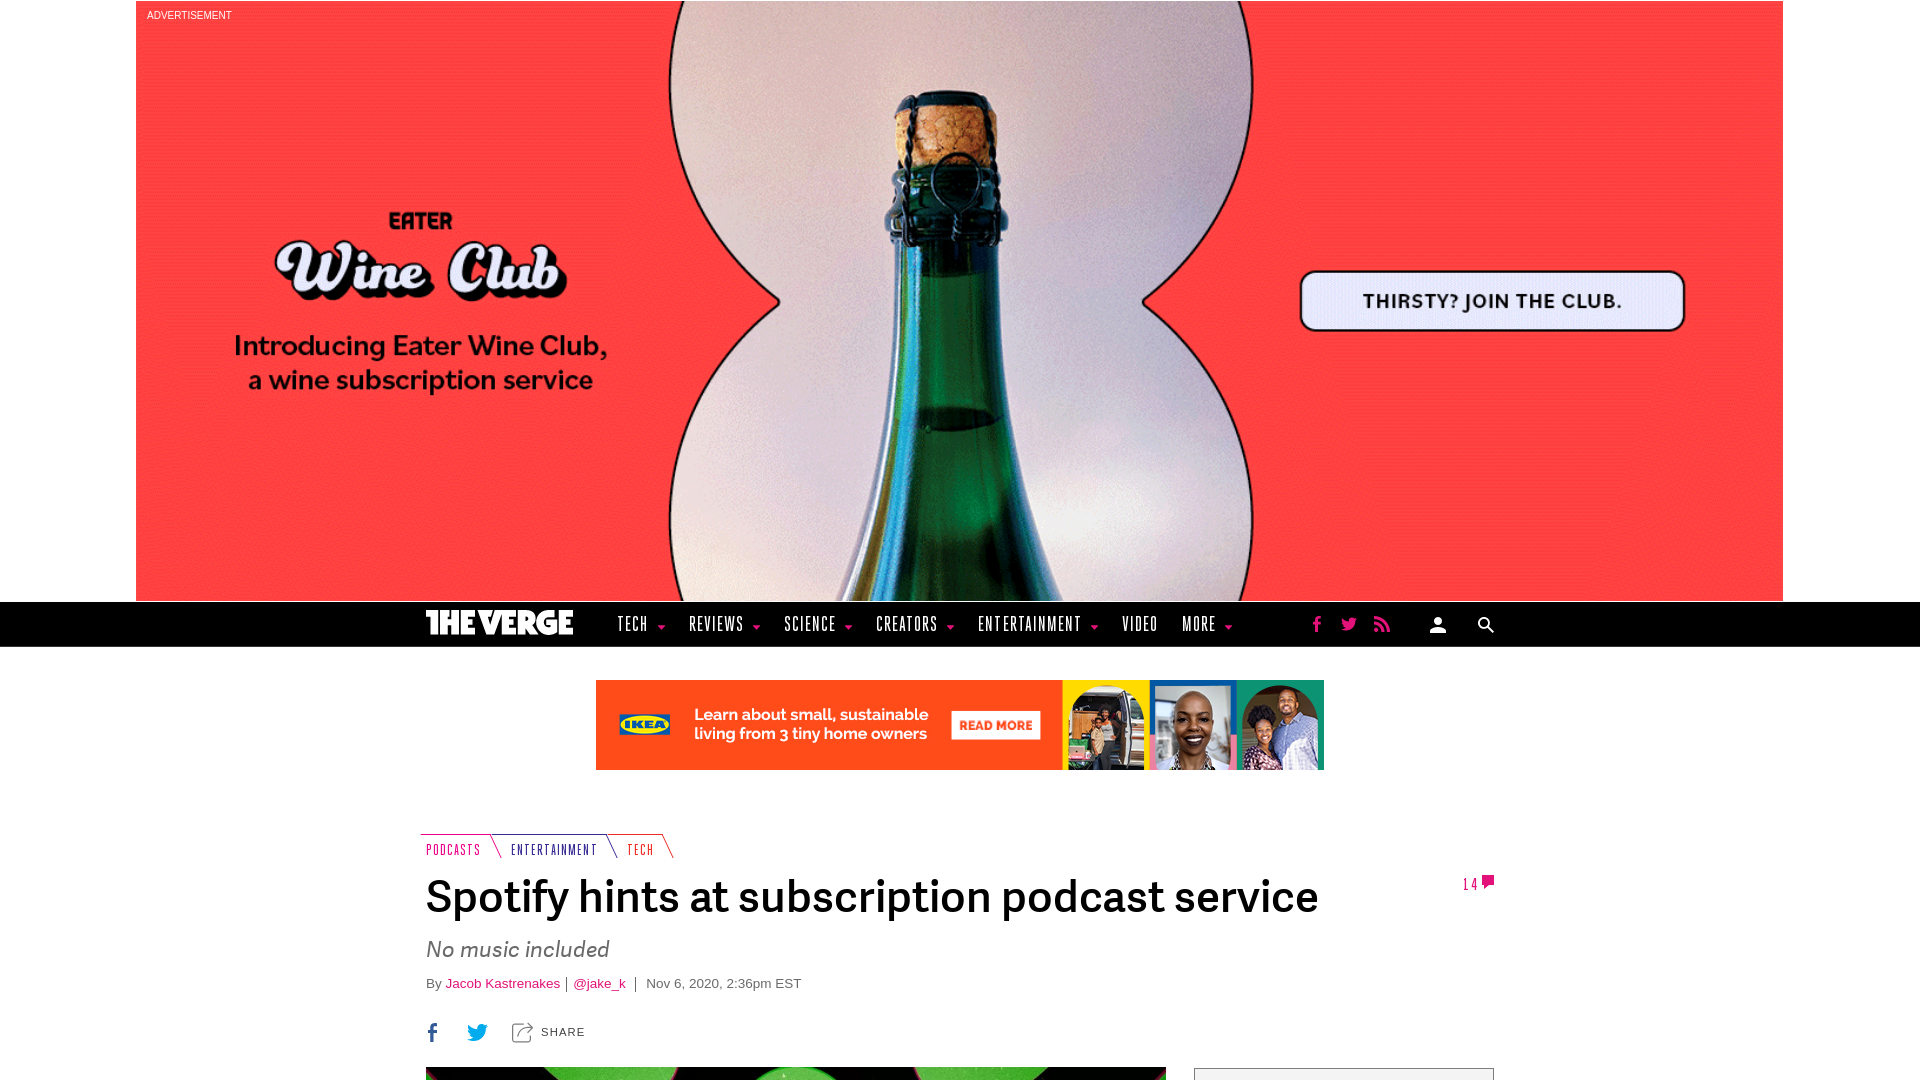 ADVERTISEMENT
EATER
Wine Club
Introducing Eater Wine Club,
a wine subscription service
THIRSTY? JOIN THE CLUB.
THE VERGE TECH REVIEWS SCIENCE CREATORS ENTERTAINMENT VIDEO MORE
IKEA
Learn about small, sustainable
living from 3 tiny home owners
READ MORE
PODCASTS ENTERTAINMENT TECH
Spotify hints at subscription podcast service
14
No music included
By Jacob Kastrenakes | @jake_k | Nov 6, 2020, 2:36pm EST
SHARE